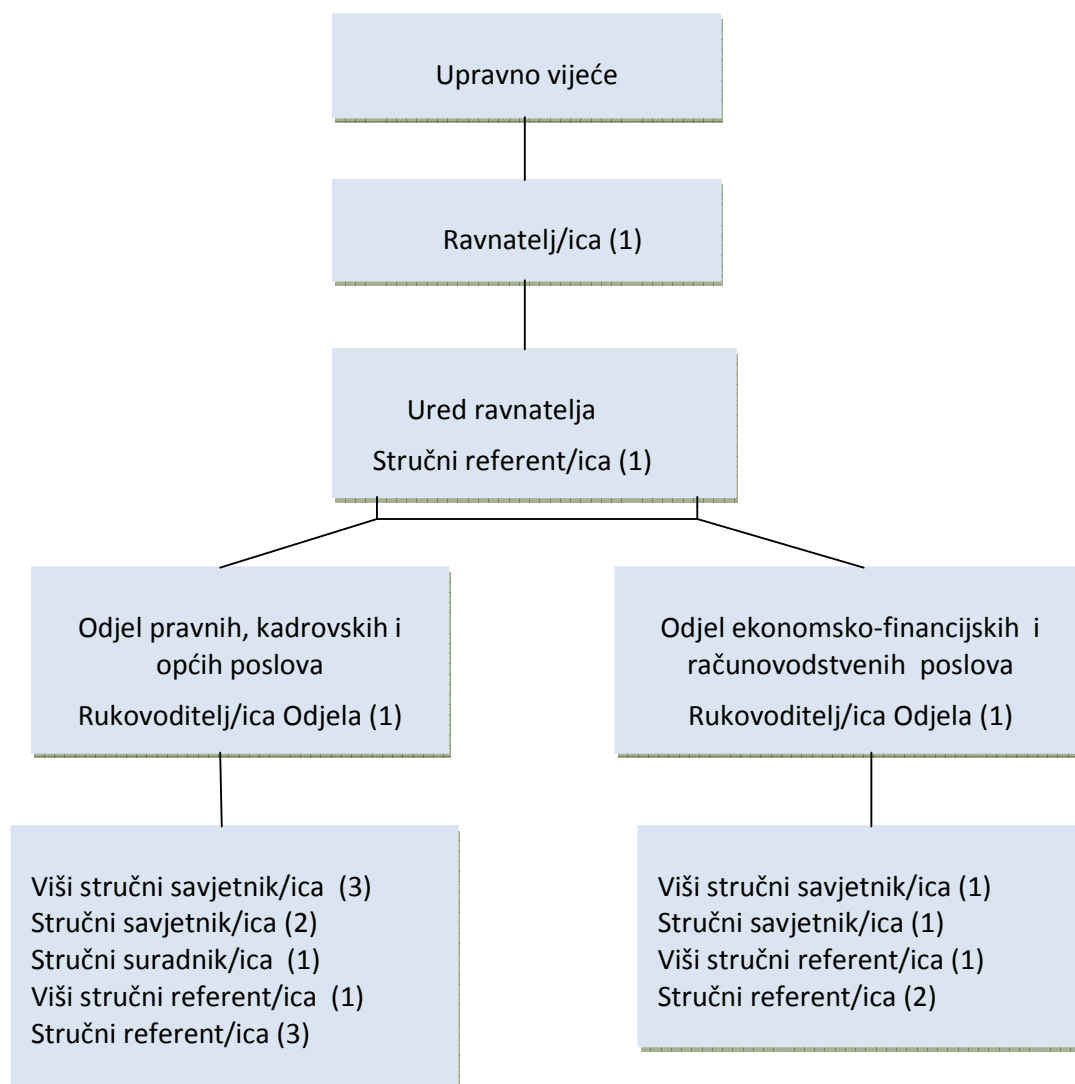 Upravno vijeće
Ravnatelj/ica (1)
Ured ravnatelja
Stručni referent/ica (1)
Odjel pravnih, kadrovskih i
općih poslova
Rukovoditelj/ica Odjela (1)
Odjel ekonomsko-financijskih i
računovodstvenih poslova
Rukovoditelj/ica Odjela (1)
Viši stručni savjetnik/ica (3)
Stručni savjetnik/ica (2)
Stručni suradnik/ica (1)
Viši stručni referent/ica (1)
Stručni referent/ica (3)
Viši stručni savjetnik/ica (1)
Stručni savjetnik/ica (1)
Viši stručni referent/ica (1)
Stručni referent/ica (2)